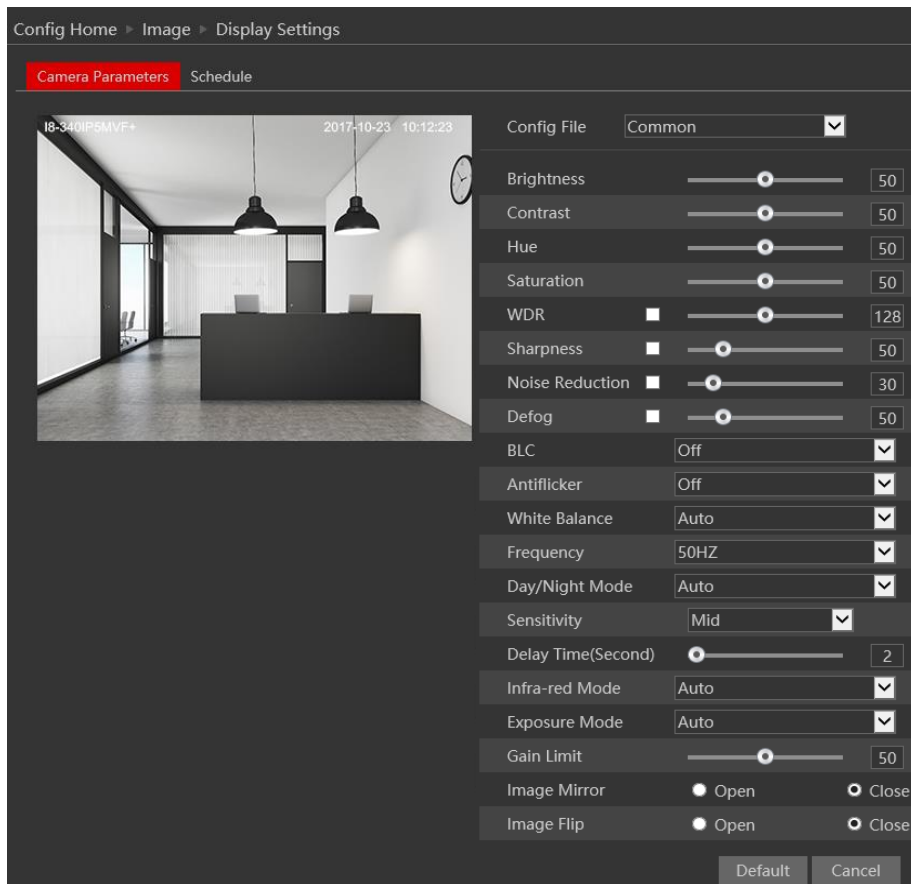 Config Home ▸ Image ▸ Display Settings
Camera Parameters Schedule
I8-340IP5MVF+ 2017-10-23 10:12:23
Config File Common
Brightness 50
Contrast 50
Hue 50
Saturation 50
WDR 128
Sharpness 50
Noise Reduction 30
Defog 50
BLC Off
Antiflicker Off
White Balance Auto
Frequency 50HZ
Day/Night Mode Auto
Sensitivity Mid
Delay Time(Second) 2
Infra-red Mode Auto
Exposure Mode Auto
Gain Limit 50
Image Mirror Open Close
Image Flip Open Close
Default Cancel